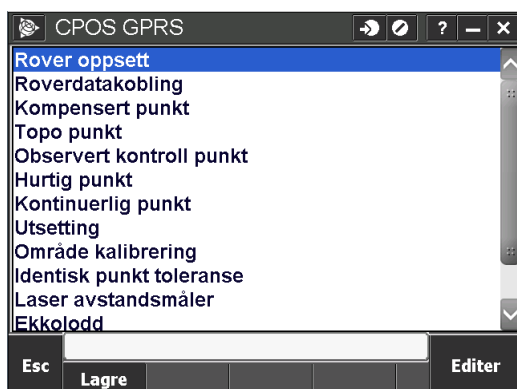 CPOS GPRS ? – ×
Rover oppsett
Roverdatakobling
Kompensert punkt
Topo punkt
Observert kontroll punkt
Hurtig punkt
Kontinuerlig punkt
Utsetting
Område kalibrering
Identisk punkt toleranse
Laser avstandsmåler
Ekkolodd
Esc
Lagre
Editer